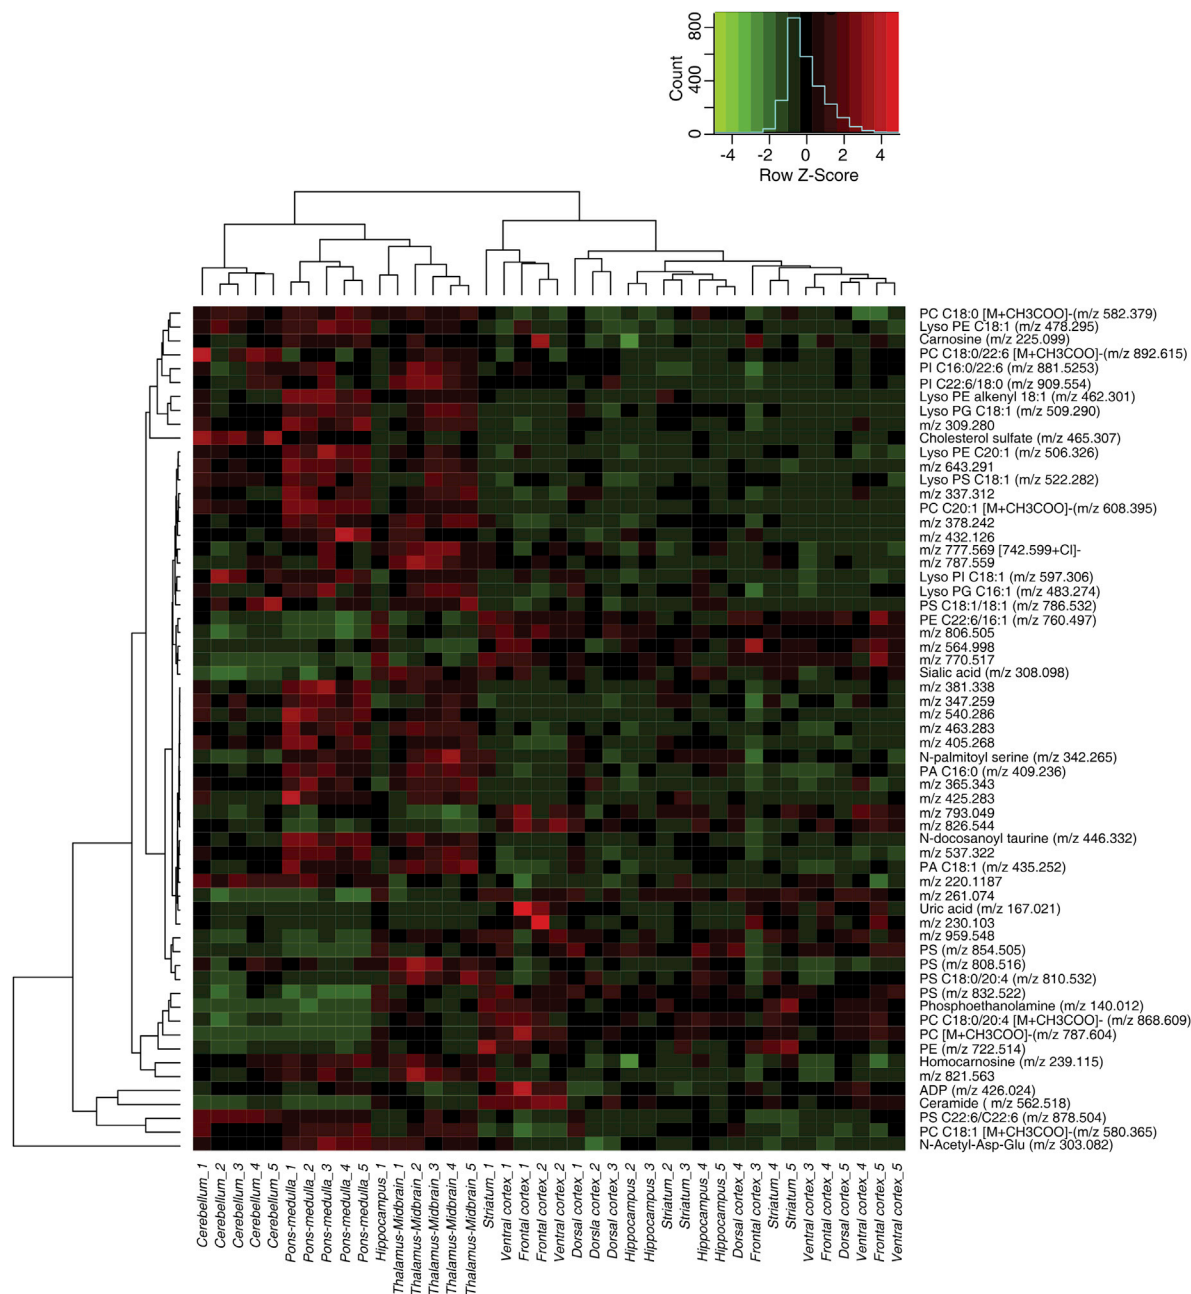 800
400
0
Count
-4 -2 0 2 4
Row Z-Score
PC C18:0 [M+CH3COO]-(m/z 582.379)
Lyso PE C18:1 (m/z 478.295)
Carnosine (m/z 225.099)
PC C18:0/22:6 [M+CH3COO]-(m/z 892.615)
PI C16:0/22:6 (m/z 881.5253)
PI C22:6/18:0 (m/z 909.554)
Lyso PE alkenyl 18:1 (m/z 462.301)
Lyso PG C18:1 (m/z 509.290)
m/z 309.280
Cholesterol sulfate (m/z 465.307)
Lyso PE C20:1 (m/z 506.326)
m/z 643.291
Lyso PS C18:1 (m/z 522.282)
m/z 337.312
PC C20:1 [M+CH3COO]-(m/z 608.395)
m/z 378.242
m/z 432.126
m/z 777.569 [742.599+Cl]-
m/z 787.559
Lyso PI C18:1 (m/z 597.306)
Lyso PG C16:1 (m/z 483.274)
PS C18:1/18:1 (m/z 786.532)
PE C22:6/16:1 (m/z 760.497)
m/z 806.505
m/z 564.998
m/z 770.517
Sialic acid (m/z 308.098)
m/z 381.338
m/z 347.259
m/z 540.286
m/z 463.283
m/z 405.268
N-palmitoyl serine (m/z 342.265)
PA C16:0 (m/z 409.236)
m/z 365.343
m/z 425.283
m/z 793.049
m/z 826.544
N-docosanoyl taurine (m/z 446.332)
m/z 537.322
PA C18:1 (m/z 435.252)
m/z 220.1187
m/z 261.074
Uric acid (m/z 167.021)
m/z 230.103
m/z 959.548
PS (m/z 854.505)
PS (m/z 808.516)
PS C18:0/20:4 (m/z 810.532)
PS (m/z 832.522)
Phosphoethanolamine (m/z 140.012)
PC C18:0/20:4 [M+CH3COO]- (m/z 868.609)
PC [M+CH3COO]-(m/z 787.604)
PE (m/z 722.514)
Homocarnosine (m/z 239.115)
m/z 821.563
ADP (m/z 426.024)
Ceramide ( m/z 562.518)
PS C22:6/C22:6 (m/z 878.504)
PC C18:1 [M+CH3COO]-(m/z 580.365)
N-Acetyl-Asp-Glu (m/z 303.082)
Cerebellum_1
Cerebellum_2
Cerebellum_3
Cerebellum_4
Cerebellum_5
Pons-medulla_1
Pons-medulla_2
Pons-medulla_3
Pons-medulla_4
Pons-medulla_5
Hippocampus_1
Thalamus-Midbrain_1
Thalamus-Midbrain_2
Thalamus-Midbrain_3
Thalamus-Midbrain_4
Thalamus-Midbrain_5
Striatum_1
Ventral cortex_1
Frontal cortex_1
Frontal cortex_2
Ventral cortex_2
Dorsal cortex_1
Dorsla cortex_2
Dorsal cortex_3
Hippocampus_2
Hippocampus_3
Striatum_2
Striatum_3
Hippocampus_4
Hippocampus_5
Dorsal cortex_4
Frontal cortex_3
Striatum_4
Striatum_5
Ventral cortex_3
Frontal cortex_4
Dorsal cortex_5
Ventral cortex_4
Frontal cortex_5
Ventral cortex_5